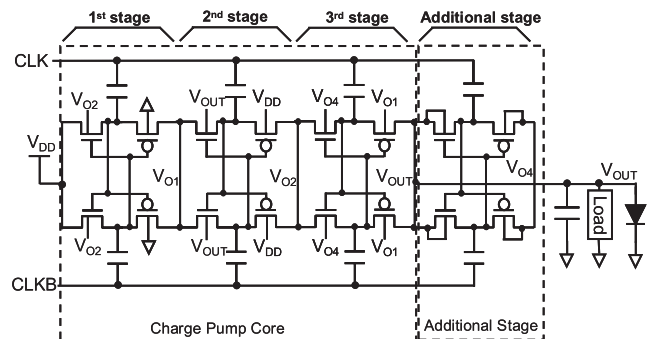 1st stage 2nd stage 3rd stage Additional stage
CLK
VO2 VOUT VDD VO4 VO1
VDD
VO1 VO2 VOUT VO4 VOUT
Load
VO2 VOUT VDD VO4 VO1
CLKB
Charge Pump Core
Additional Stage